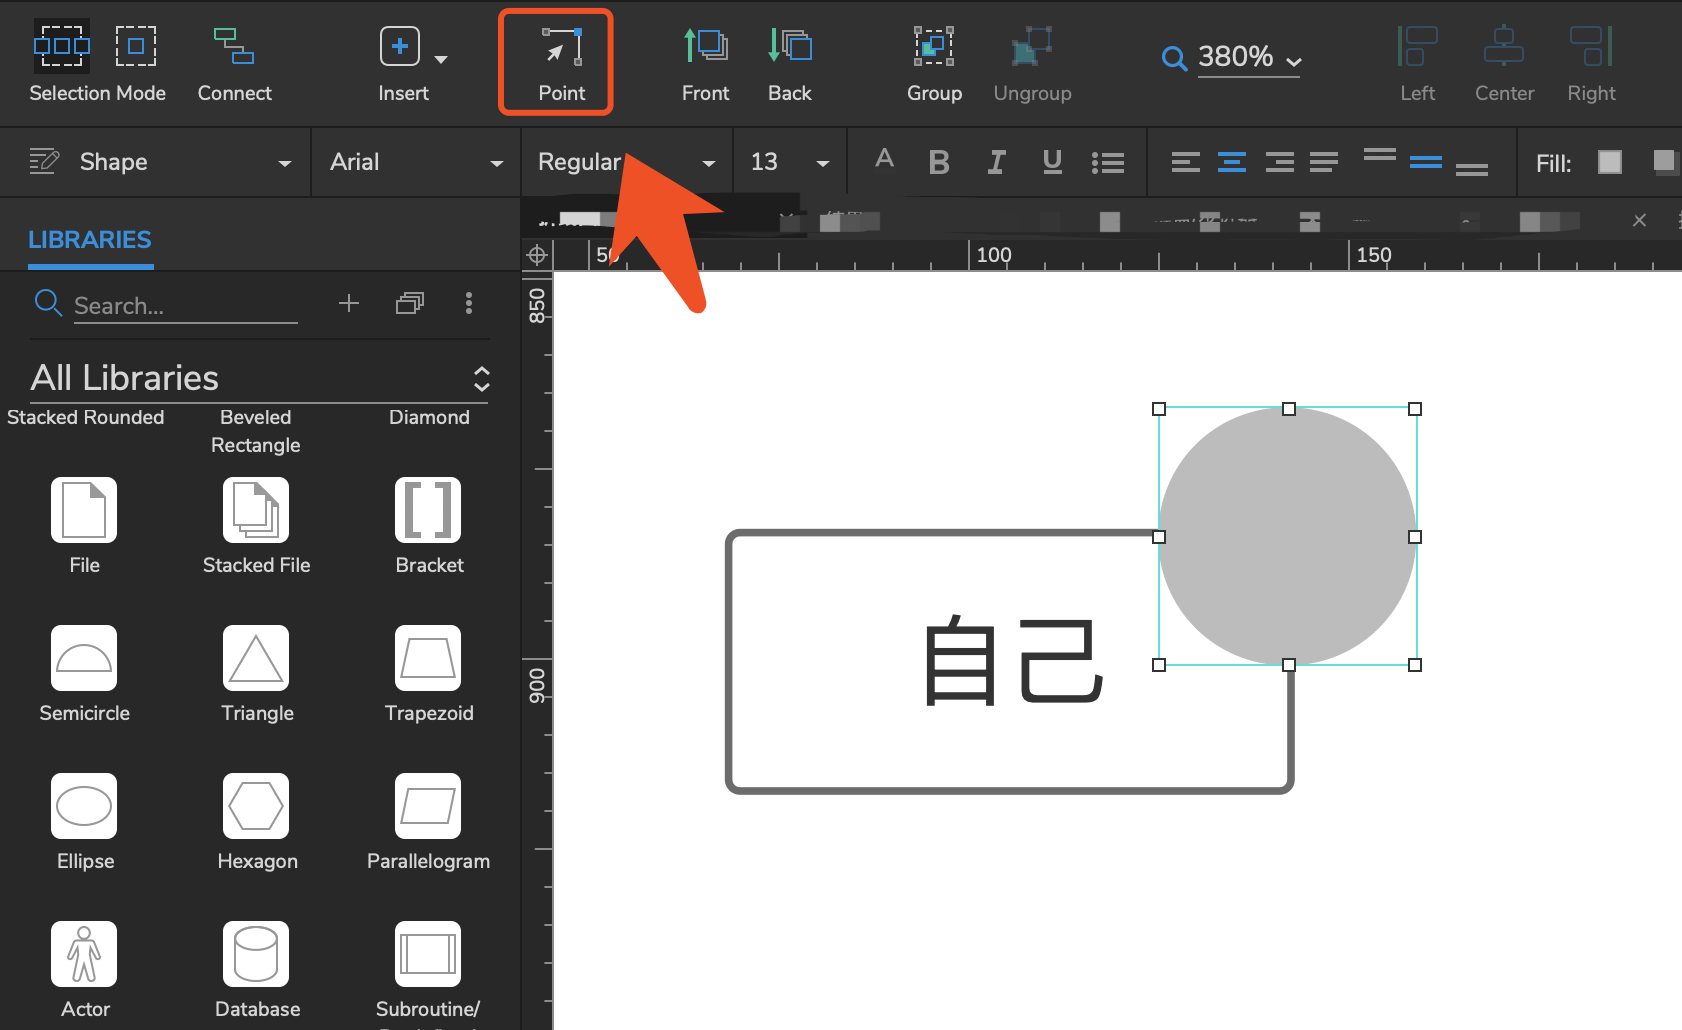 Selection Mode
Connect
Insert
Point
Front
Back
Group
Ungroup
380%
Left
Center
Right
Shape
Arial
Regular
13
A
B
I
U
Fill:
LIBRARIES
50
100
150
Search...
850
All Libraries
Stacked Rounded
Beveled
Rectangle
Diamond
File
Stacked File
Bracket
自己
900
Semicircle
Triangle
Trapezoid
Ellipse
Hexagon
Parallelogram
Actor
Database
Subroutine/